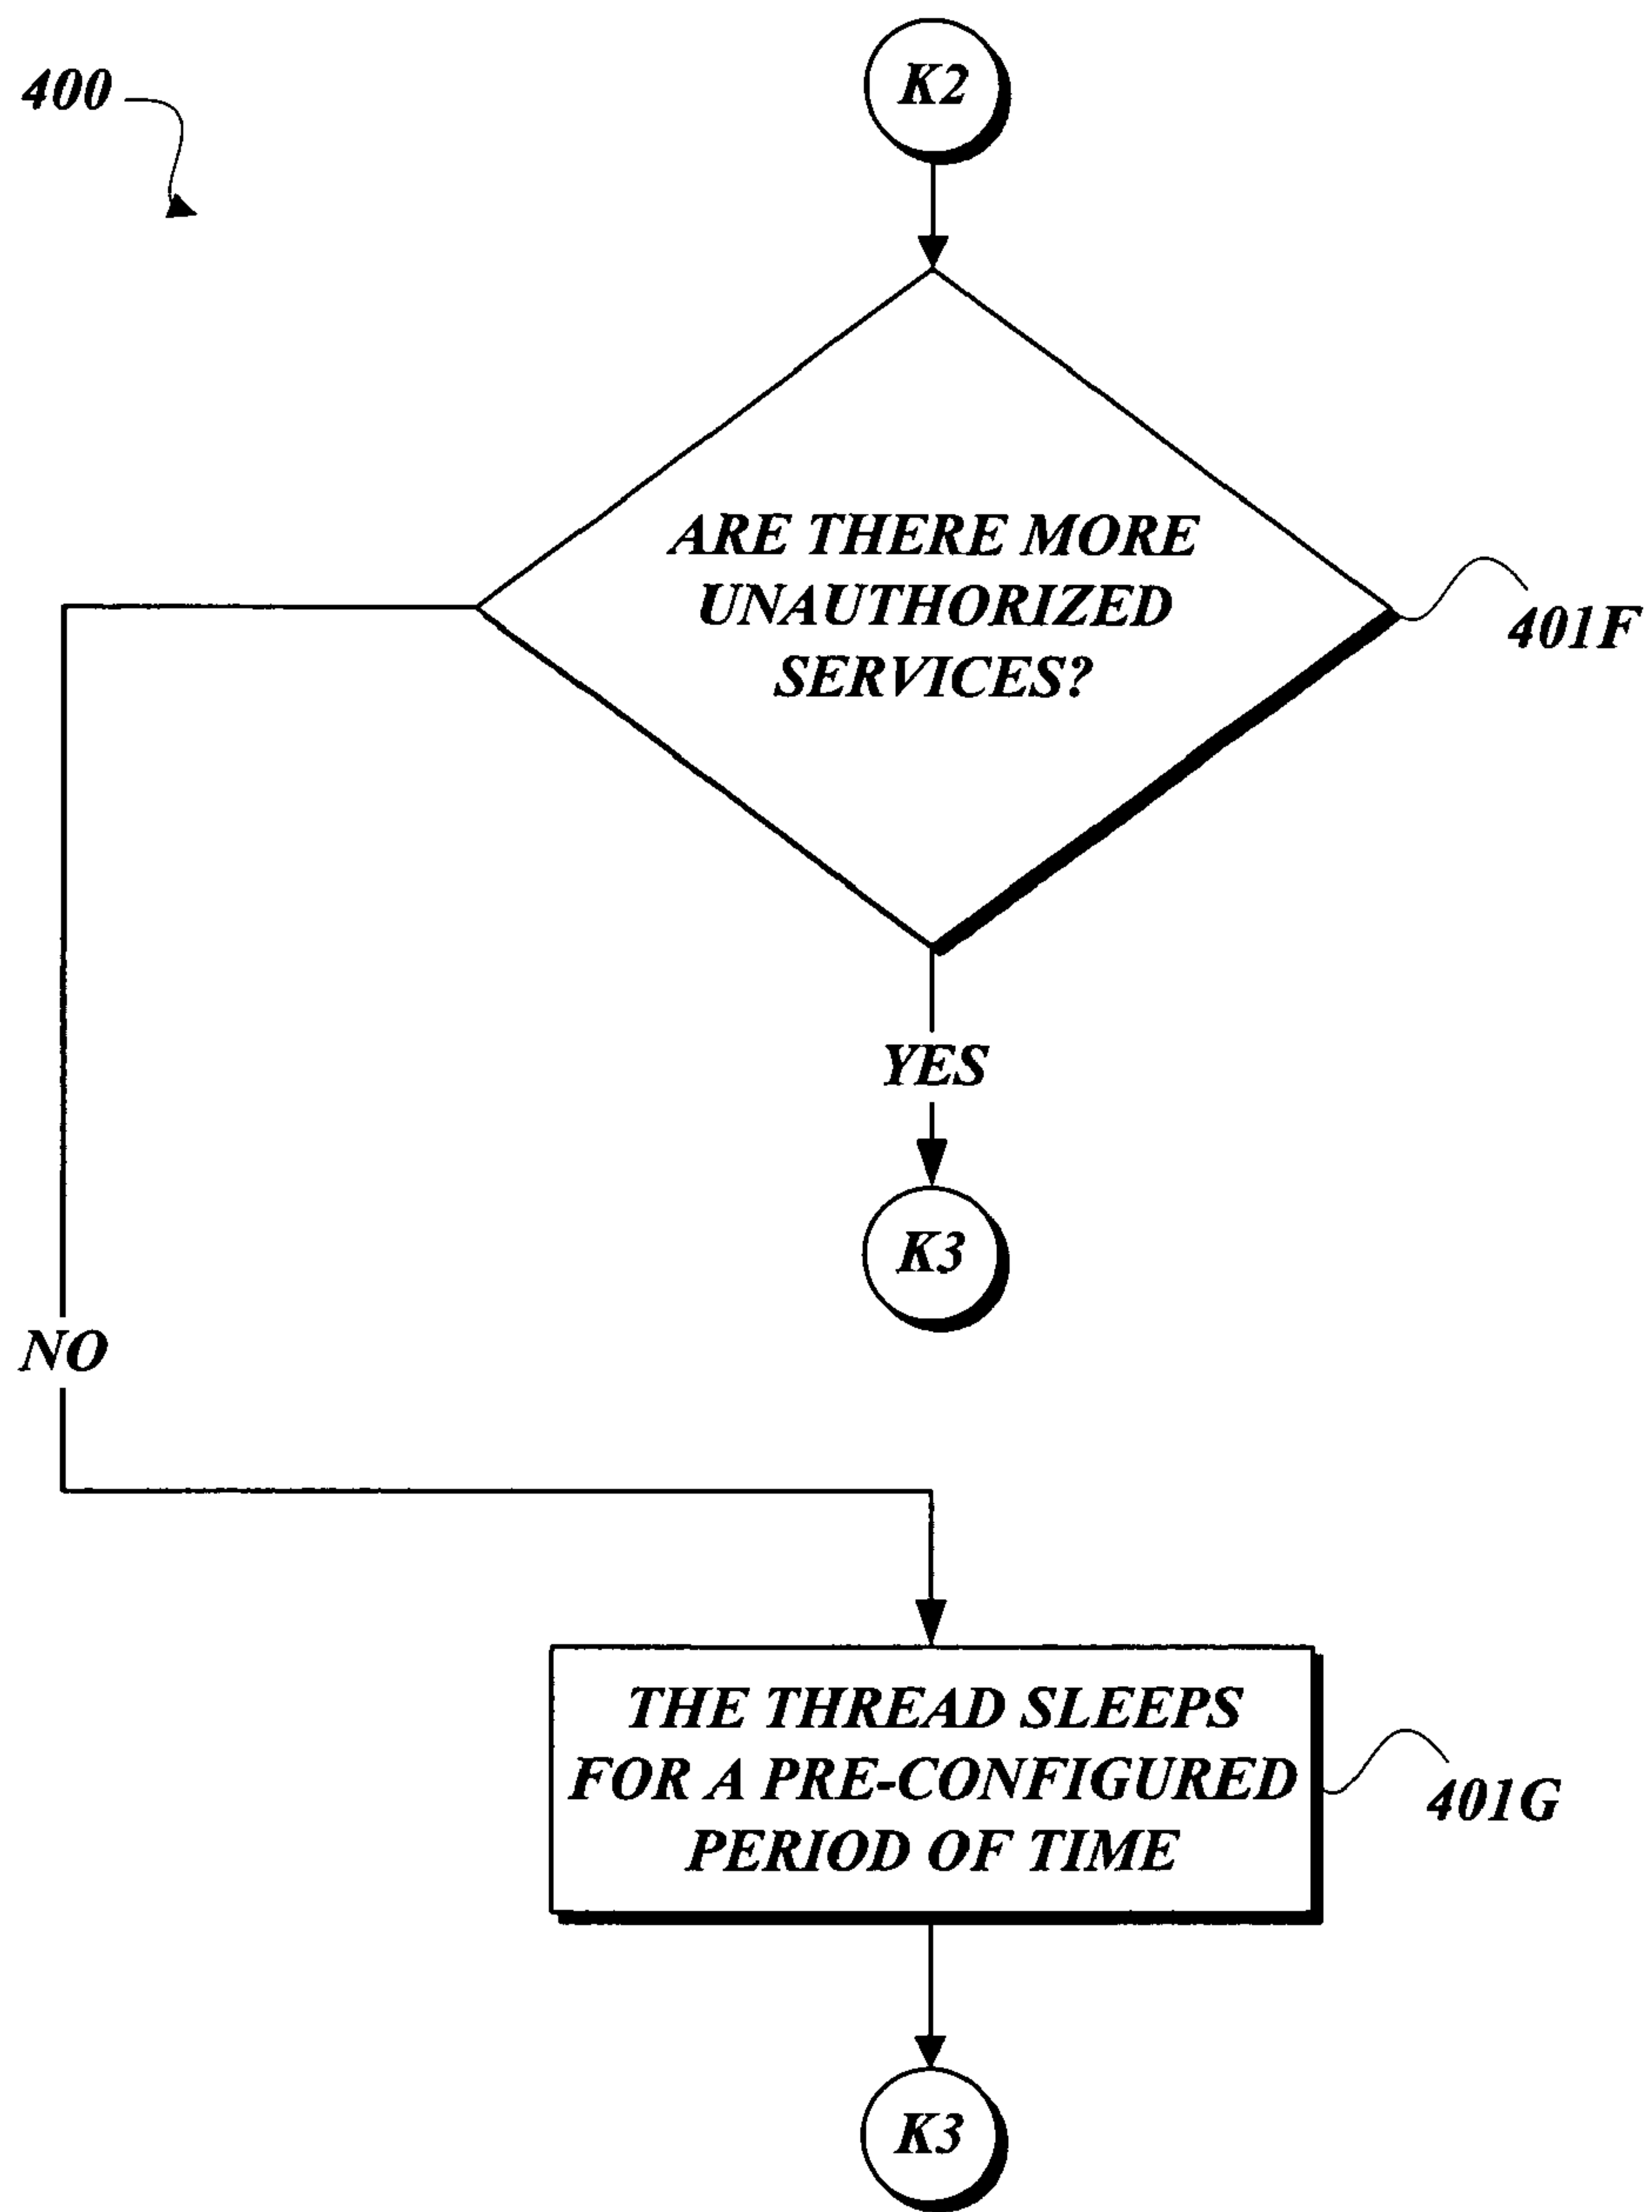 K2
400
ARE THERE MORE
UNAUTHORIZED
SERVICES?
401F
YES
K3
NO
THE THREAD SLEEPS
FOR A PRE-CONFIGURED
PERIOD OF TIME
401G
K3